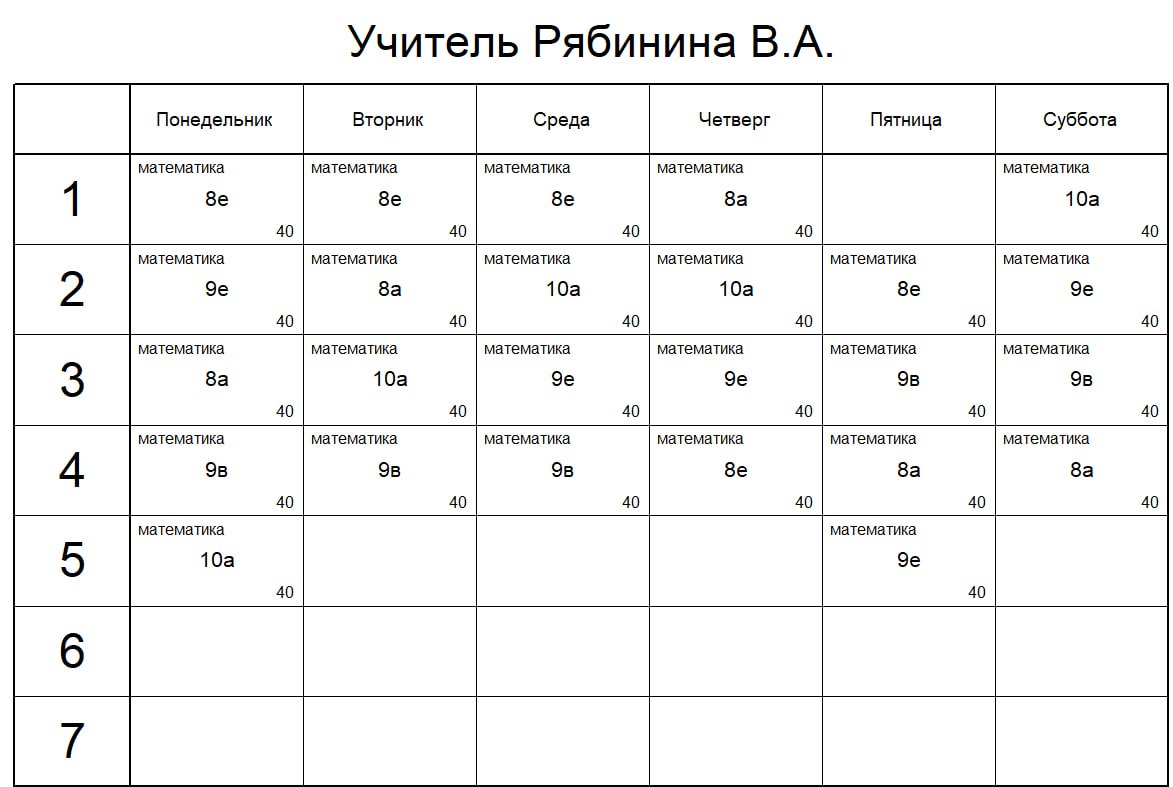 Учитель Рябинина В.А.
Понедельник Вторник Среда Четверг Пятница Суббота
математика математика математика математика математика
1 8е 8е 8е 8а 10а
40 40 40 40 40
математика математика математика математика математика математика
2 9е 8а 10а 10а 8е 9е
40 40 40 40 40 40
математика математика математика математика математика математика
3 8а 10а 9е 9е 9в 9в
40 40 40 40 40 40
математика математика математика математика математика математика
4 9в 9в 9в 8е 8а 8а
40 40 40 40 40 40
математика математика
5 10а 9е
40 40
6
7